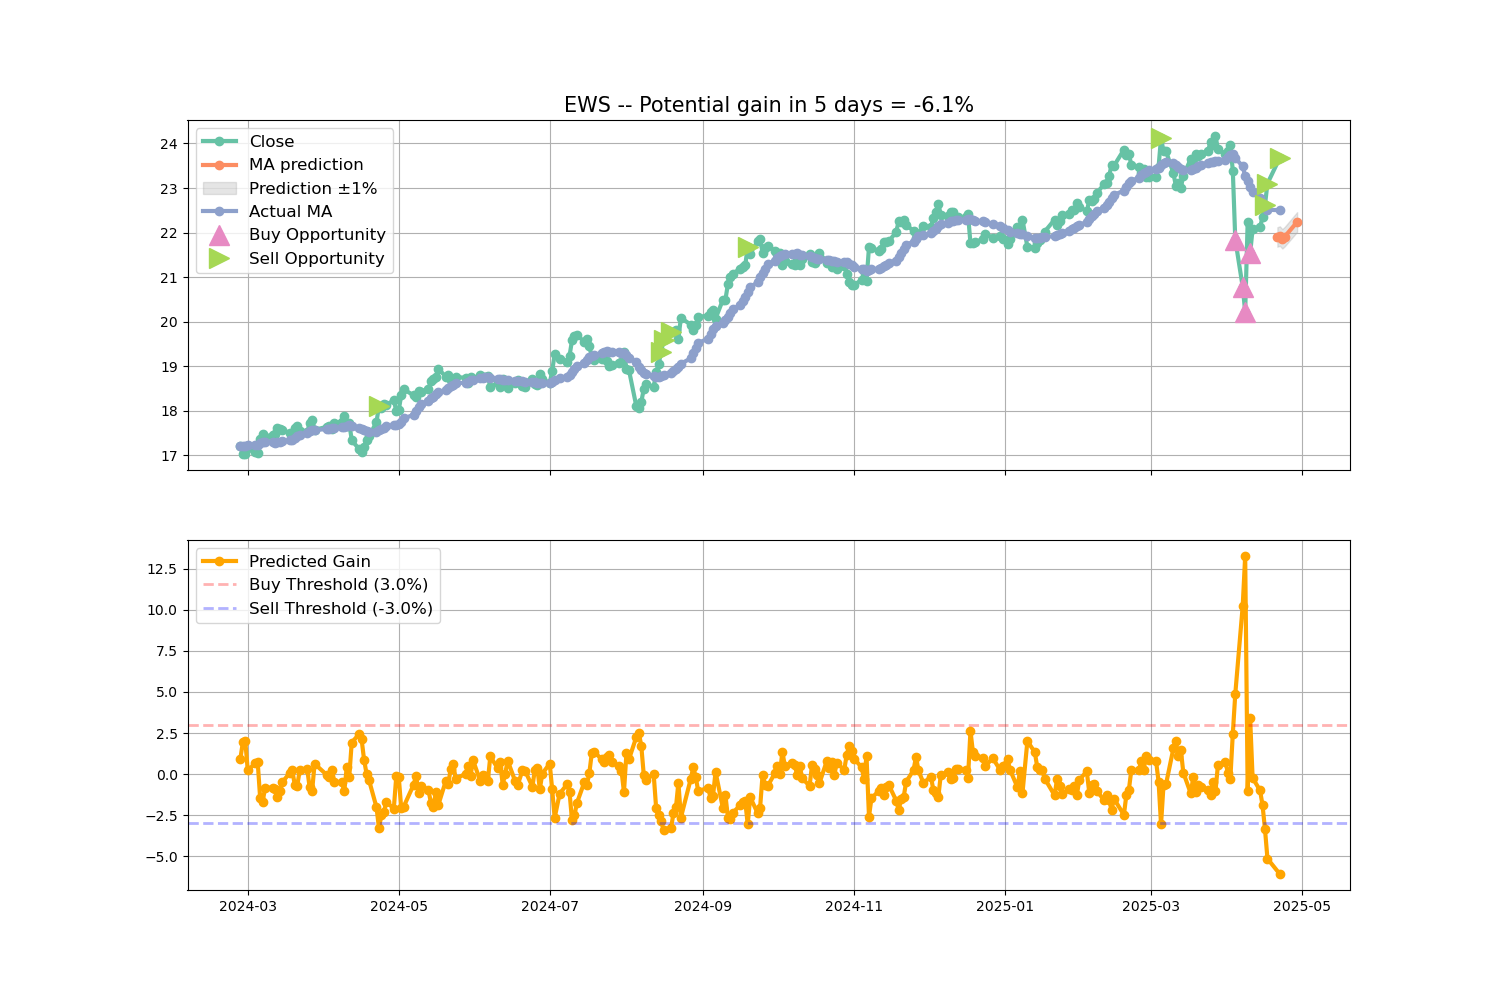 EWS -- Potential gain in 5 days = -6.1%
24
23
22
21
20
19
18
17
Close
MA prediction
Prediction ±1%
Actual MA
Buy Opportunity
Sell Opportunity
12.5
10.0
7.5
5.0
2.5
0.0
−2.5
−5.0
Predicted Gain
Buy Threshold (3.0%)
Sell Threshold (-3.0%)
2024-03 2024-05 2024-07 2024-09 2024-11 2025-01 2025-03 2025-05